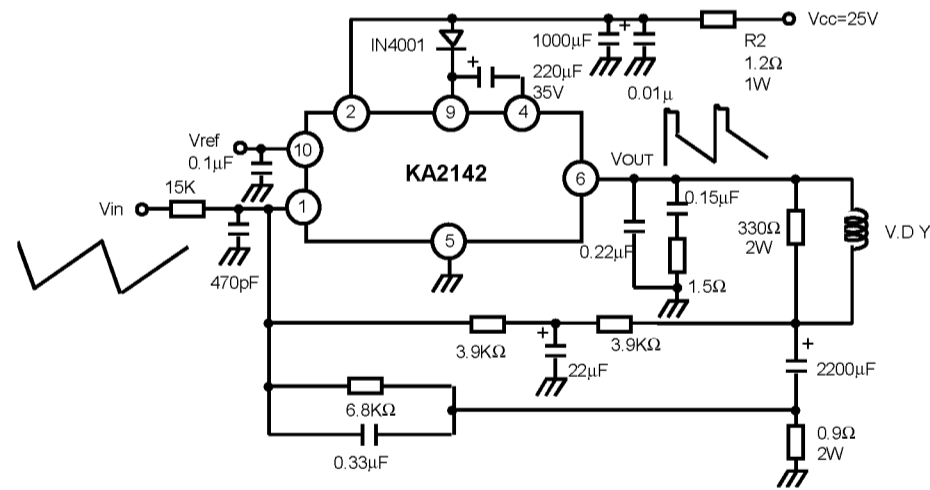 Vcc=25V
IN4001
1000µF
+
R2
1.2Ω
1W
+
220µF
35V
0.01µ
2
9
4
Vref
10
0.1µF
KA2142
6
VOUT
15K
Vin
1
0.15µF
330Ω
2W
V.D Y
5
0.22µF
470pF
1.5Ω
3.9KΩ
+
22µF
3.9KΩ
+
2200µF
6.8KΩ
0.33µF
0.9Ω
2W
+